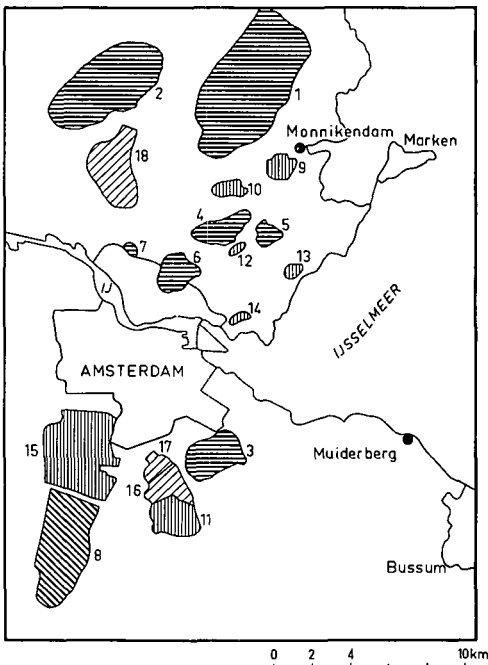 2
1
Monnikendam
Marken
18
9
10
4
5
12
7
6
13
14
IJ
IJSSELMEER
AMSTERDAM
15
17
3
Muiderberg
16
11
8
Bussum
0 2 4 10km